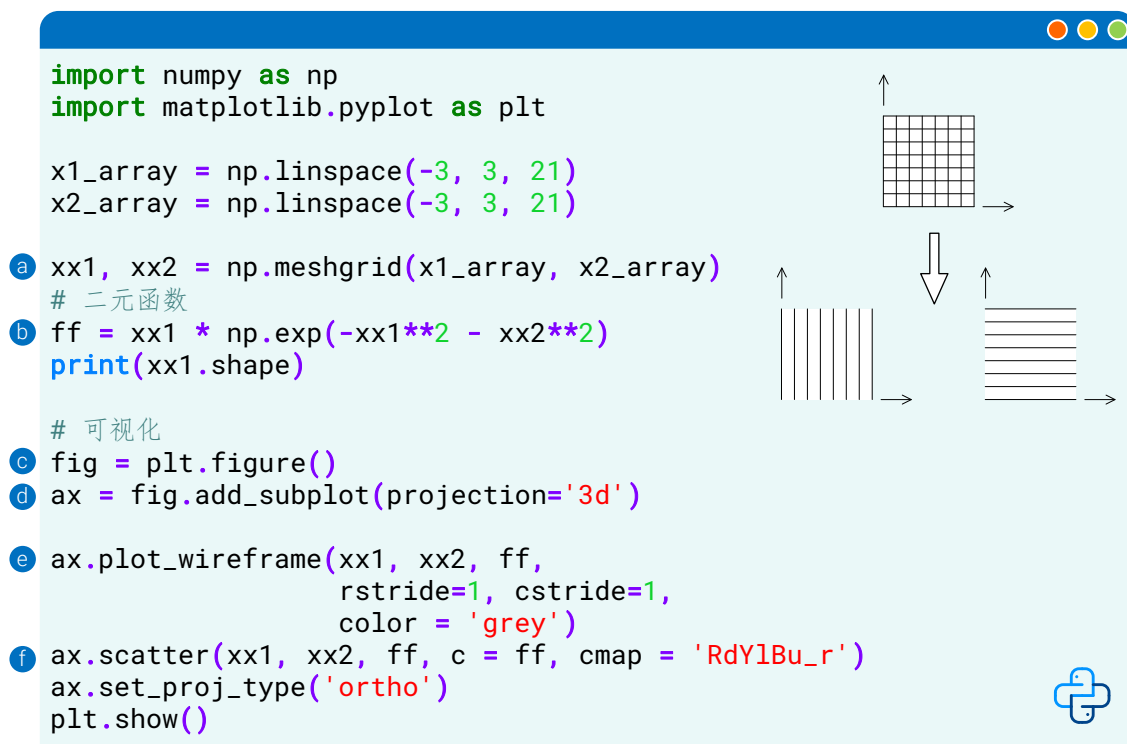 import numpy as np
import matplotlib.pyplot as plt
x1_array = np.linspace(-3, 3, 21)
x2_array = np.linspace(-3, 3, 21)
a xx1, xx2 = np.meshgrid(x1_array, x2_array)
# 二元函数
b ff = xx1 * np.exp(-xx1**2 - xx2**2)
print(xx1.shape)
# 可视化
c fig = plt.figure()
d ax = fig.add_subplot(projection='3d')
e ax.plot_wireframe(xx1, xx2, ff,
rstride=1, cstride=1,
color = 'grey')
f ax.scatter(xx1, xx2, ff, c = ff, cmap = 'RdYlBu_r')
ax.set_proj_type('ortho')
plt.show()